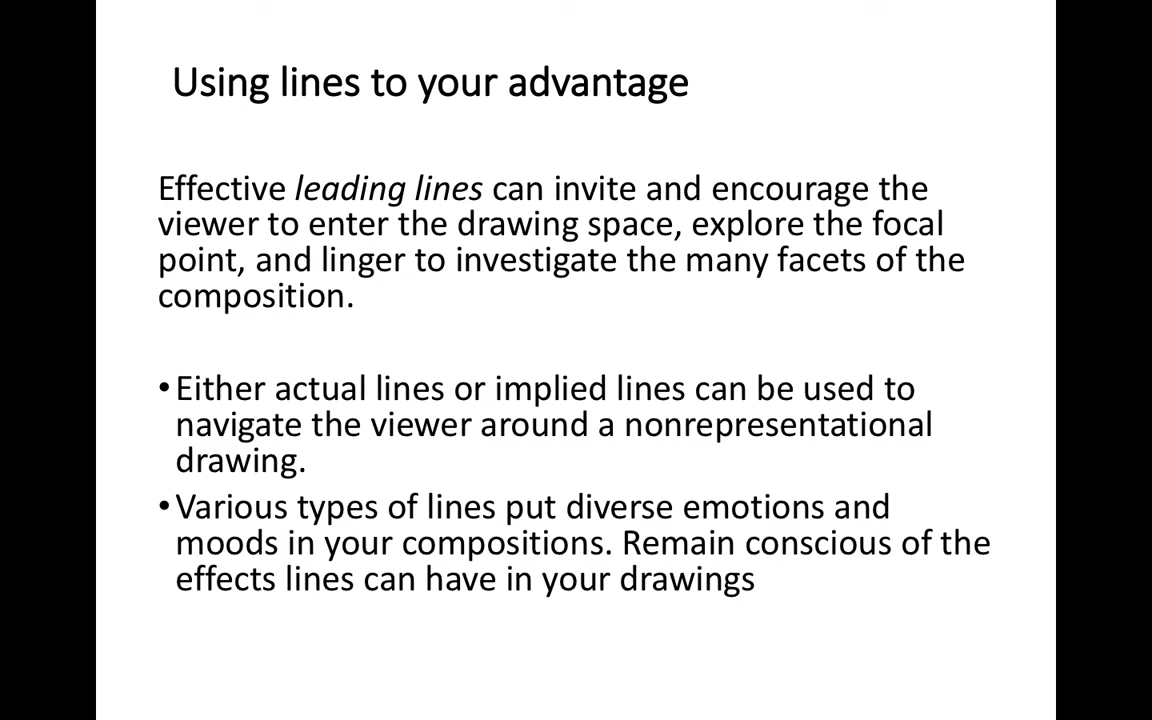 Using lines to your advantage
Effective leading lines can invite and encourage the
viewer to enter the drawing space, explore the focal
point, and linger to investigate the many facets of the
composition.
•Either actual lines or implied lines can be used to
navigate the viewer around a nonrepresentational
drawing.
•Various types of lines put diverse emotions and
moods in your compositions. Remain conscious of the
effects lines can have in your drawings